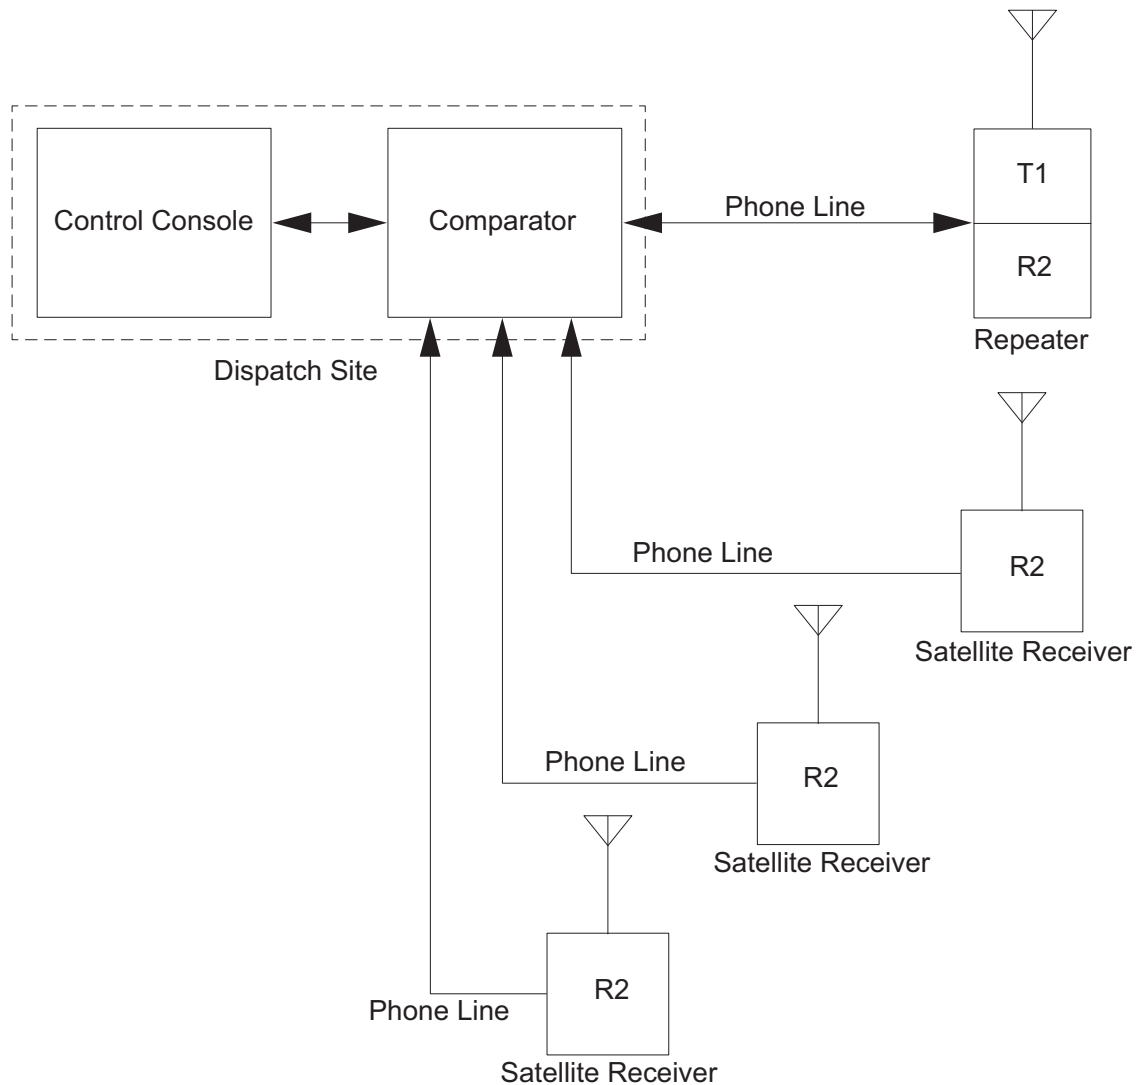 T1
Phone Line
Control Console
Comparator
R2
Repeater
Dispatch Site
Phone Line
R2
Satellite Receiver
Phone Line
R2
Satellite Receiver
R2
Phone Line
Satellite Receiver